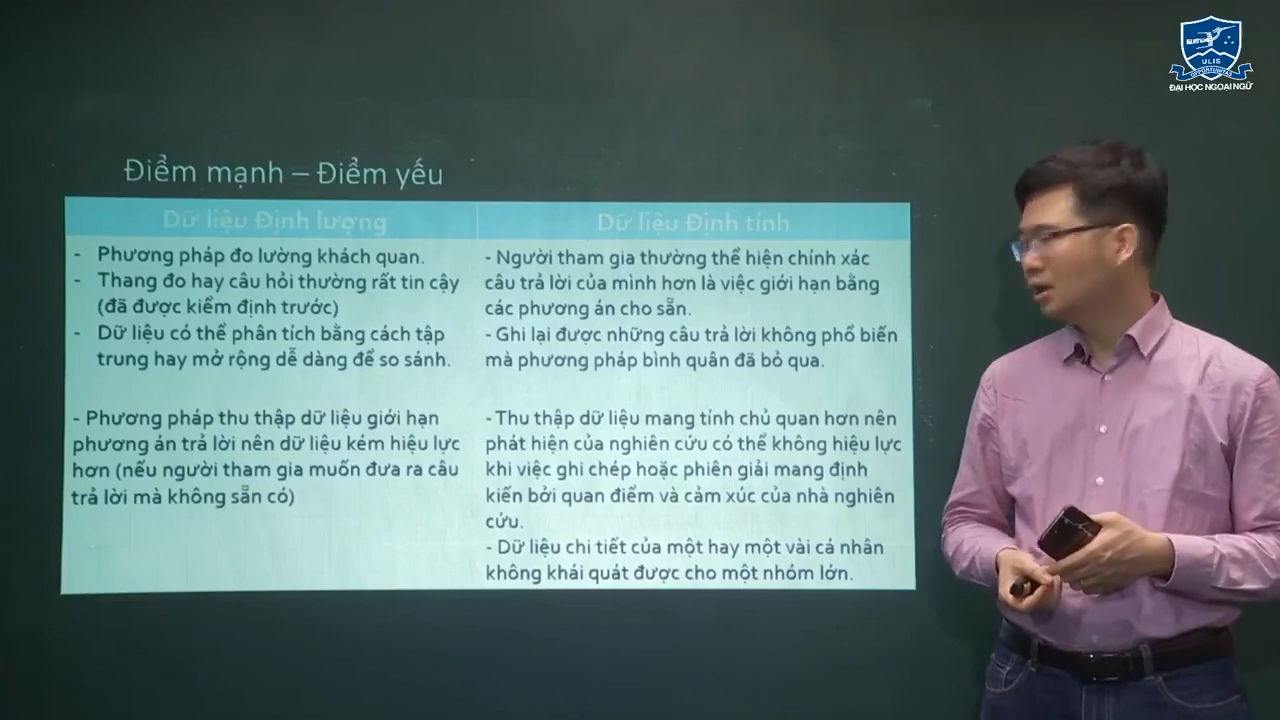 ULIS
ĐẠI HỌC NGOẠI NGỮ
Điểm mạnh – Điểm yếu
Dữ liệu Định lượng
- Phương pháp đo lường khách quan.
- Thang đo hay câu hỏi thường rất tin cậy
(đã được kiểm định trước)
- Dữ liệu có thể phân tích bằng cách tập
trung hay mở rộng dễ dàng để so sánh.
- Phương pháp thu thập dữ liệu giới hạn
phương án trả lời nên dữ liệu kém hiệu lực
hơn (nếu người tham gia muốn đưa ra câu
trả lời mà không sẵn có)
Dữ liệu Định tính
- Người tham gia thường thể hiện chính xác
câu trả lời của mình hơn là việc giới hạn bằng
các phương án cho sẵn.
- Ghi lại được những câu trả lời không phổ biến
mà phương pháp bình quân đã bỏ qua.
- Thu thập dữ liệu mang tính chủ quan hơn nên
phát hiện của nghiên cứu có thể không hiệu lực
khi việc ghi chép hoặc phiên giải mang định
kiến bởi quan điểm và cảm xúc của nhà nghiên
cứu.
- Dữ liệu chi tiết của một hay một vài cá nhân
không khái quát được cho một nhóm lớn.